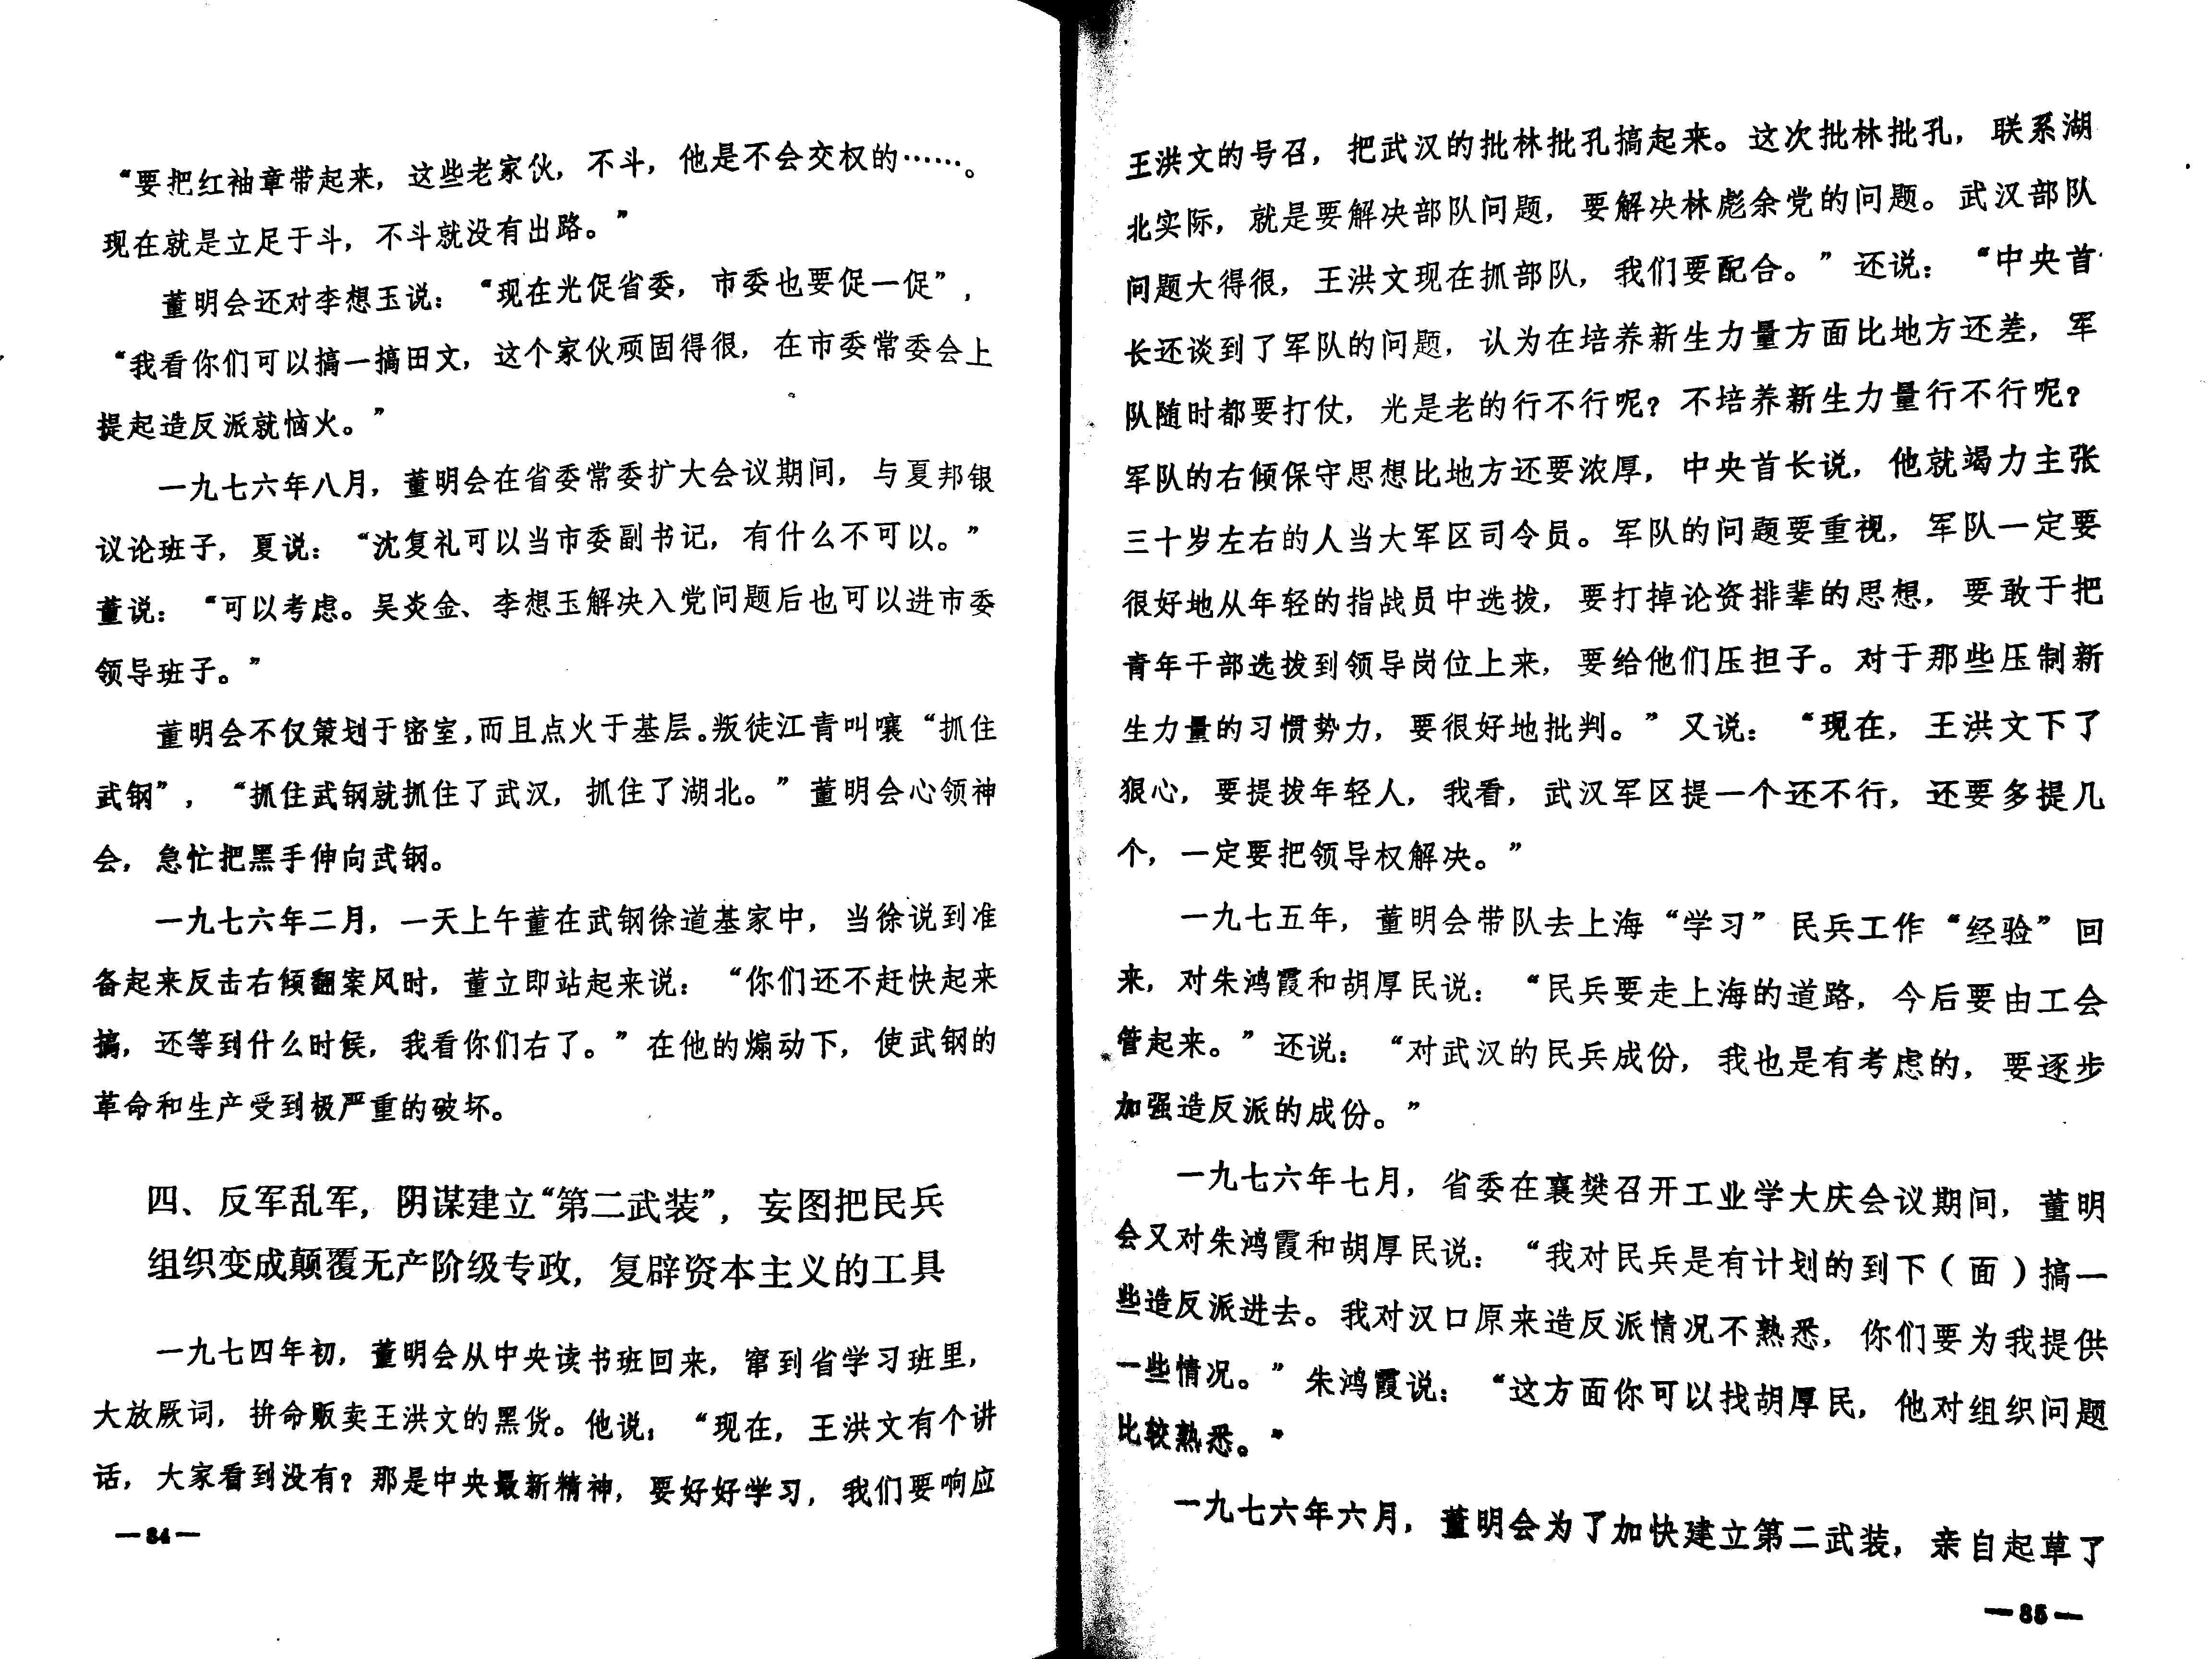 “要把红袖章带起来，这些老家伙，不斗，他是不会交权的……。
现在就是立足于斗，不斗就没有出路。”
董明会还对李想玉说：“现在光促省委，市委也要促一促”，
“我看你们可以搞一搞田文，这个家伙顽固得很，在市委常委会上
提起造反派就恼火。”
一九七六年八月，董明会在省委常委扩大会议期间，与夏邦银
议论班子，夏说：“沈复礼可以当市委副书记，有什么不可以。”
董说：“可以考虑。吴炎金、李想玉解决入党问题后也可以进市委
领导班子。”
董明会不仅策划于密室，而且点火于基层。叛徒江青叫嚷“抓住
武钢”，“抓住武钢就抓住了武汉，抓住了湖北。”董明会心领神
会，急忙把黑手伸向武钢。
一九七六年二月，一天上午董在武钢徐道基家中，当徐说到准
备起来反击右倾翻案风时，董立即站起来说：“你们还不赶快起来
搞，还等到什么时候，我看你们右了。”在他的煽动下，使武钢的
革命和生产受到极严重的破坏。
四、反军乱军，阴谋建立“第二武装”，妄图把民兵
组织变成颠覆无产阶级专政，复辟资本主义的工具
一九七四年初，董明会从中央读书班回来，窜到省学习班里，
大放厥词，拚命贩卖王洪文的黑货。他说：“现在，王洪文有个讲
话，大家看到没有？那是中央最新精神，要好好学习，我们要响应
—84—
王洪文的号召，把武汉的批林批孔搞起来。这次批林批孔，联系湖
北实际，就是要解决部队问题，要解决林彪余党的问题。武汉部队
问题大得很，王洪文现在抓部队，我们要配合。”还说：“中央首
长还谈到了军队的问题，认为在培养新生力量方面比地方还差，军
队随时都要打仗，光是老的行不行呢？不培养新生力量行不行呢？
军队的右倾保守思想比地方还要浓厚，中央首长说，他就竭力主张
三十岁左右的人当大军区司令员。军队的问题要重视，军队一定要
很好地从年轻的指战员中选拔，要打掉论资排辈的思想，要敢于把
青年干部选拔到领导岗位上来，要给他们压担子。对于那些压制新
生力量的习惯势力，要很好地批判。”又说：“现在，王洪文下了
狠心，要提拔年轻人，我看，武汉军区提一个还不行，还要多提几
个，一定要把领导权解决。”
一九七五年，董明会带队去上海“学习”民兵工作“经验”回
来，对朱鸿霞和胡厚民说：“民兵要走上海的道路，今后要由工会
管起来。”还说：“对武汉的民兵成份，我也是有考虑的，要逐步
加强造反派的成份。”
一九七六年七月，省委在襄樊召开工业学大庆会议期间，董明
会又对朱鸿霞和胡厚民说：“我对民兵是有计划的到下（面）搞一
些造反派进去。我对汉口原来造反派情况不熟悉，你们要为我提供
一些情况。”朱鸿霞说：“这方面你可以找胡厚民，他对组织问题
比较熟悉。”
一九七六年六月，董明会为了加快建立第二武装，亲自起草了
—85—